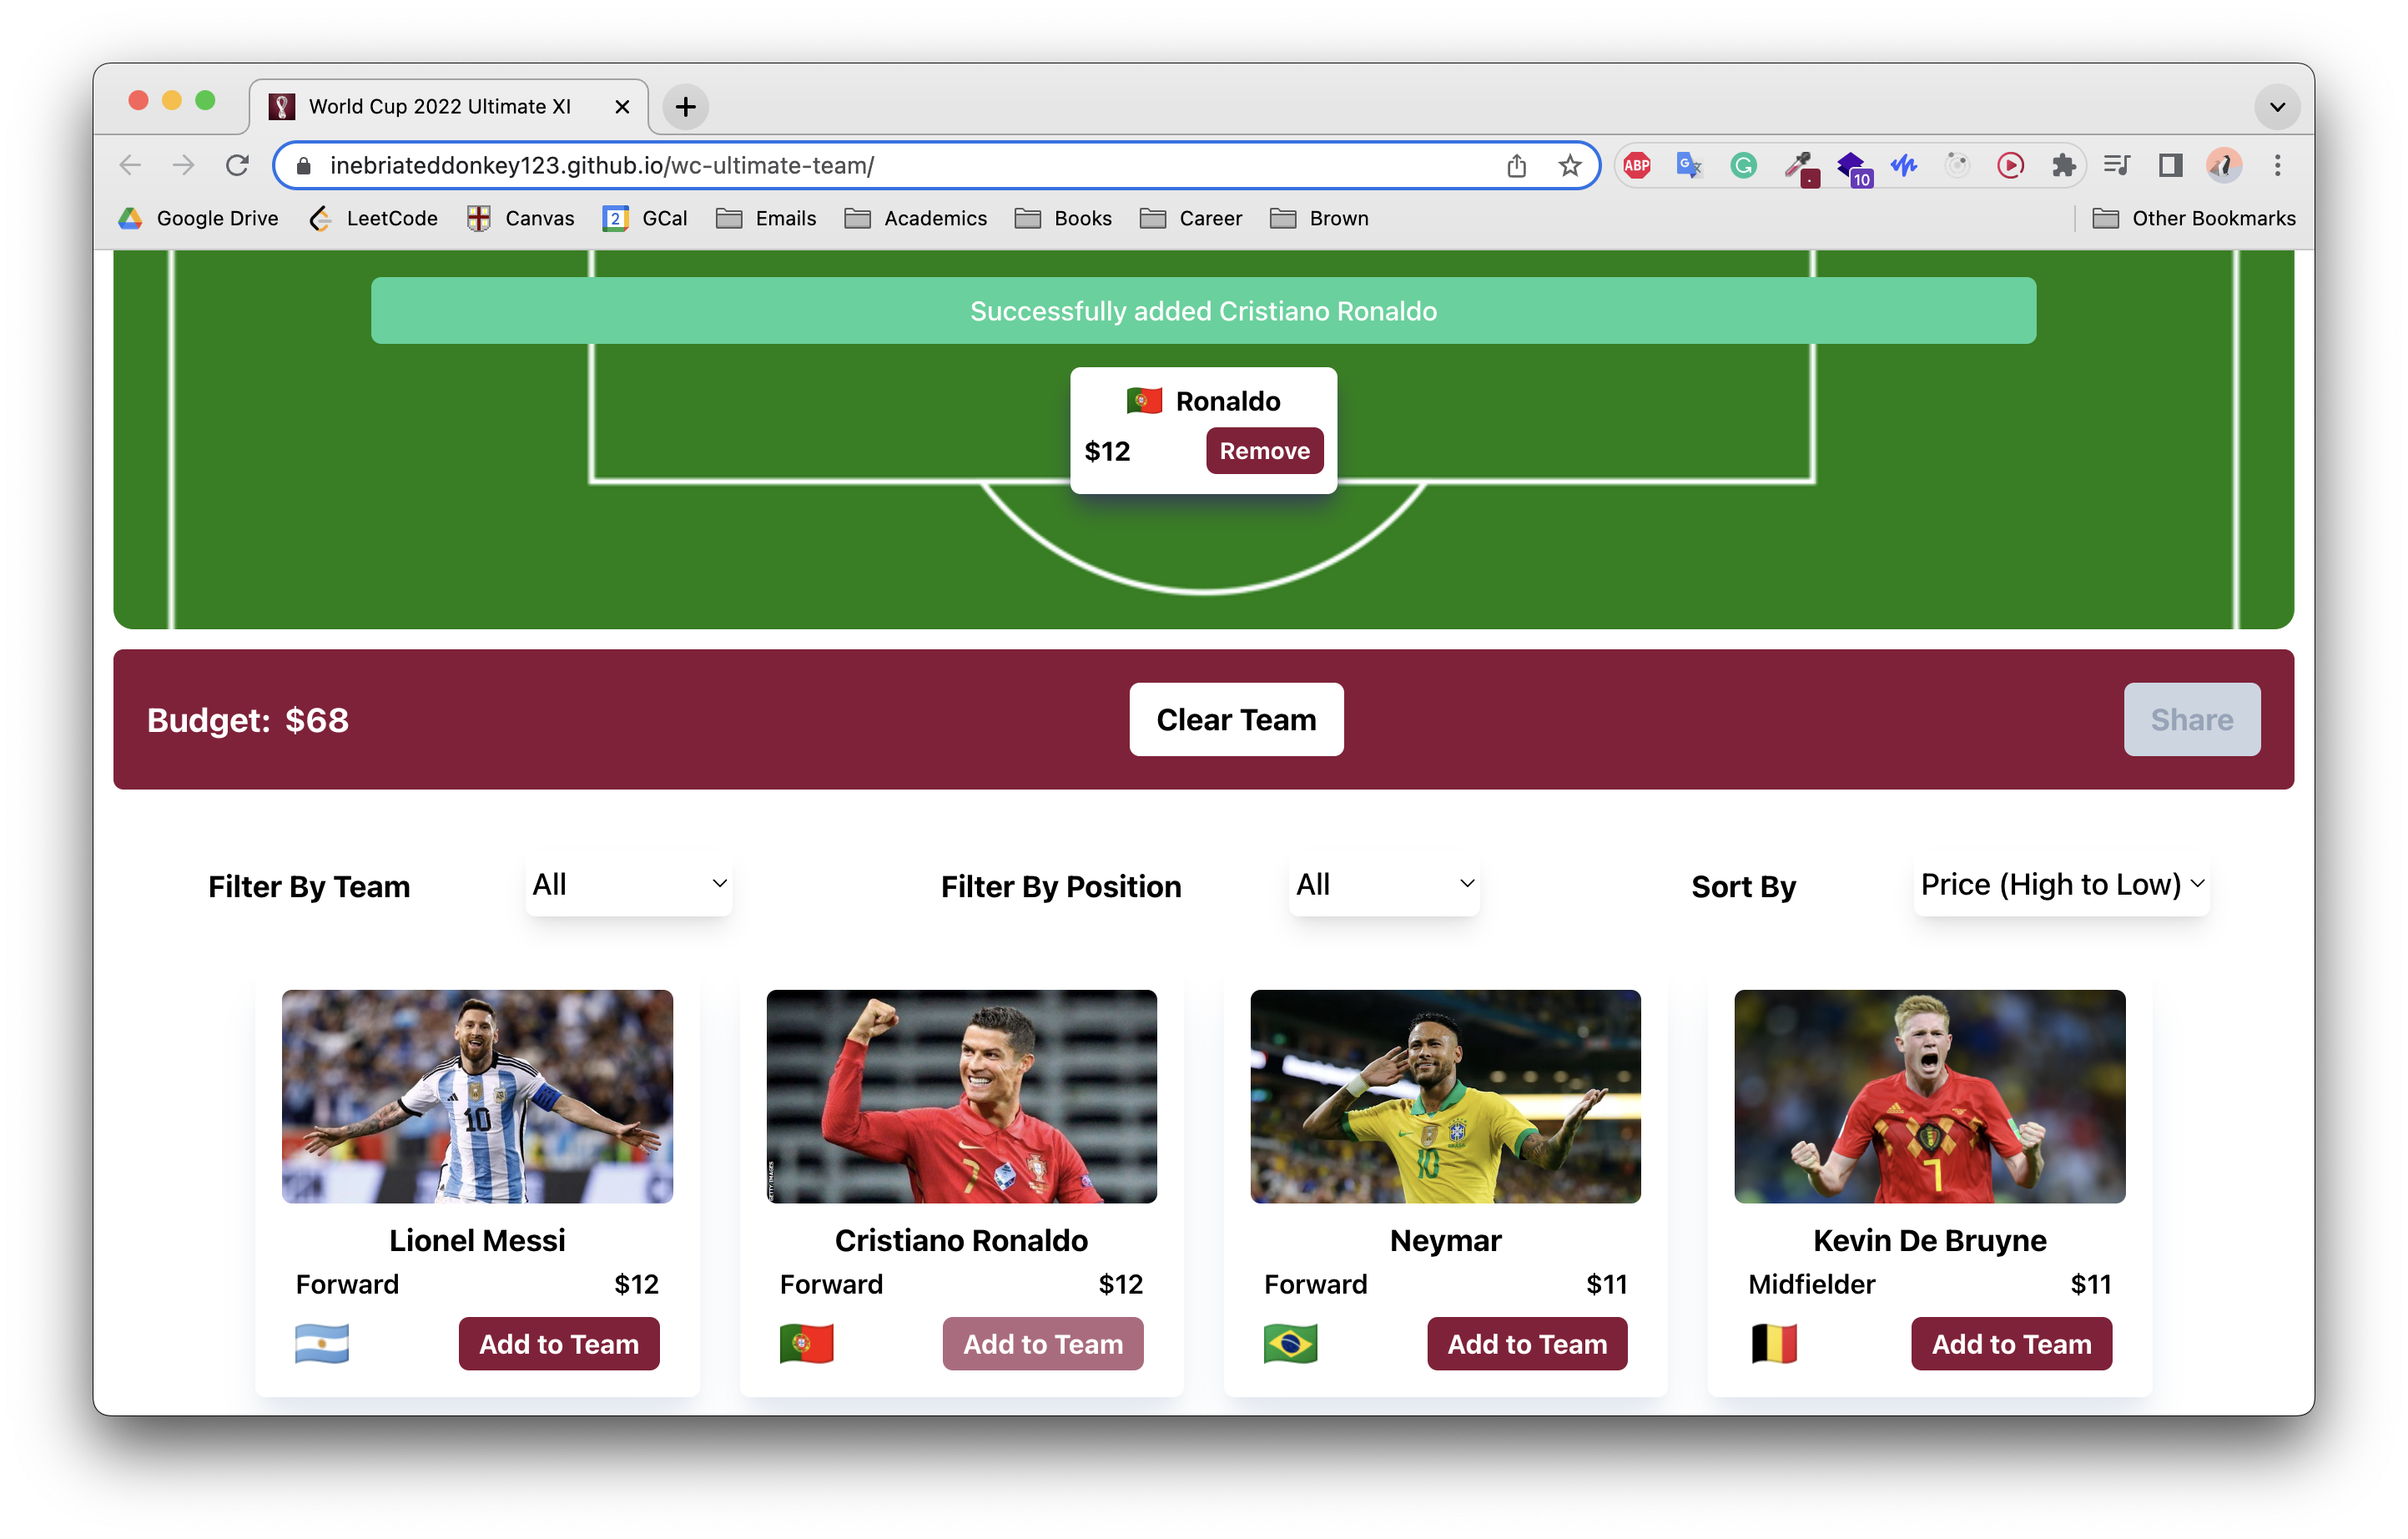 World Cup 2022 Ultimate XI
inebriateddonkey123.github.io/wc-ultimate-team/
ABP
10
Google Drive
LeetCode
Canvas
2
GCal
Emails
Academics
Books
Career
Brown
Other Bookmarks
Successfully added Cristiano Ronaldo
Ronaldo
$12
Remove
Budget: $68
Clear Team
Share
Filter By Team
All
Filter By Position
All
Sort By
Price (High to Low)
10
7
10
7
Lionel Messi
Forward
$12
Add to Team
Cristiano Ronaldo
Forward
$12
Add to Team
Neymar
Forward
$11
Add to Team
Kevin De Bruyne
Midfielder
$11
Add to Team